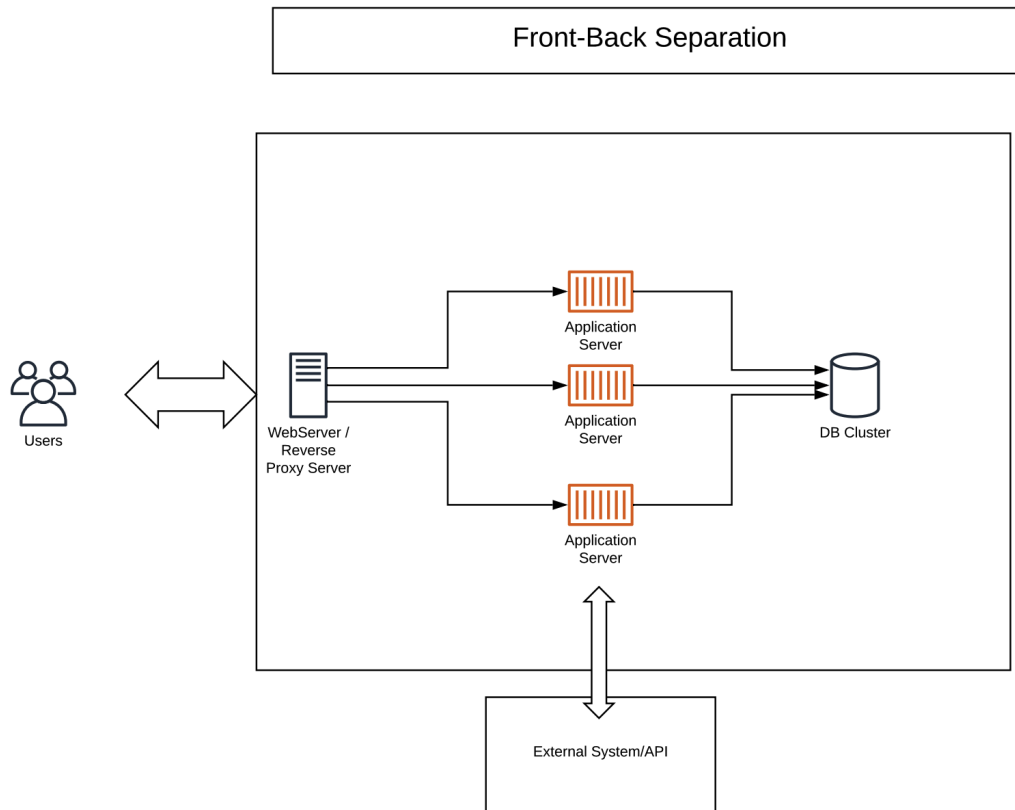 Front-Back Separation
Application
Server
Users
WebServer /
Reverse
Proxy Server
Application
Server
DB Cluster
Application
Server
External System/API